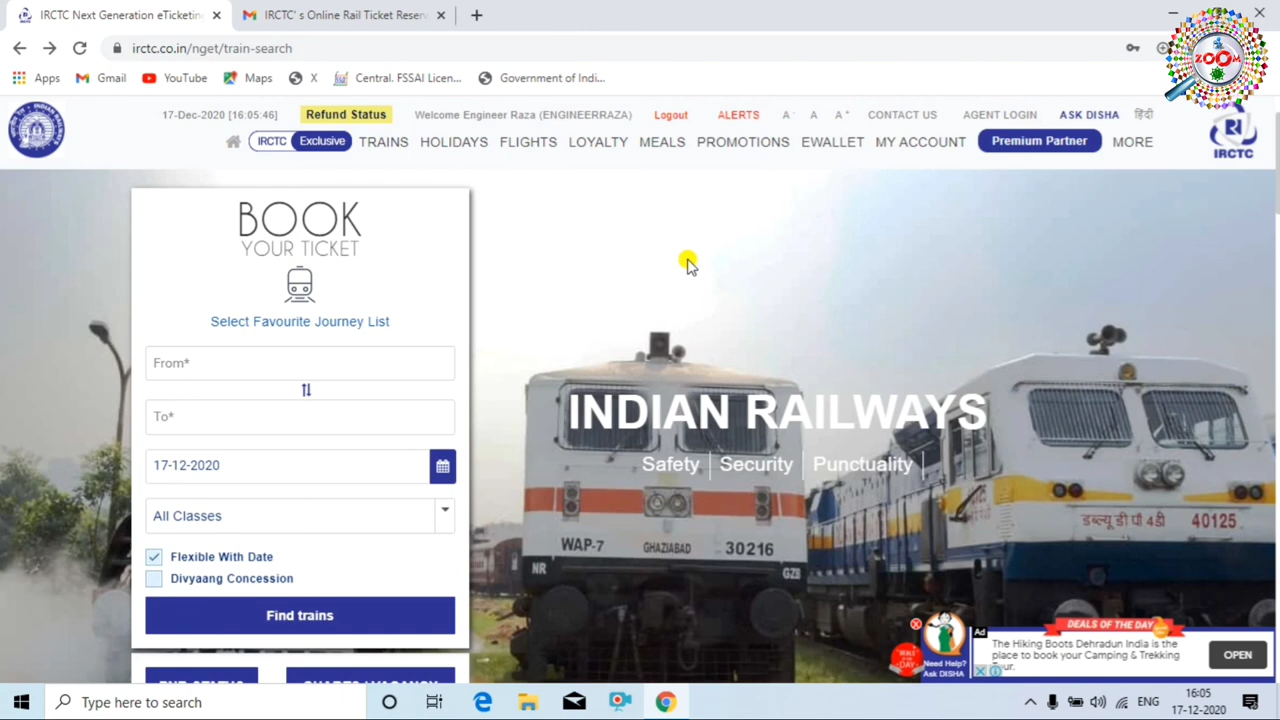 IRCTC Next Generation eTicketing
IRCTC' s Online Rail Ticket Reser
irctc.co.in/nget/train-search
Apps
Gmail
YouTube
Maps
X
Central. FSSAI Licen...
Government of Indi...
ZOOM
17-Dec-2020 [16:05:46]
Refund Status
Welcome Engineer Raza (ENGINEERRAZA)
Logout
ALERTS
A-
A
A+
CONTACT US
AGENT LOGIN
ASK DISHA
हिंदी
IRCTC Exclusive
TRAINS
HOLIDAYS
FLIGHTS
LOYALTY
MEALS
PROMOTIONS
EWALLET
MY ACCOUNT
Premium Partner
MORE
IRCTC
BOOK
YOUR TICKET
Select Favourite Journey List
From*
To*
17-12-2020
All Classes
Flexible With Date
Divyaang Concession
Find trains
INDIAN RAILWAYS
Safety | Security | Punctuality |
WAP-7
GHAZIABAD
30216
NR
GZB
डब्ल्यू डी पी 4 डी 40125
Need Help?
Ask DISHA
Ad
DEALS OF THE DAY
The Hiking Boots Dehradun India is the
place to book your Camping & Trekking
Tour.
OPEN
Type here to search
ENG
16:05
17-12-2020